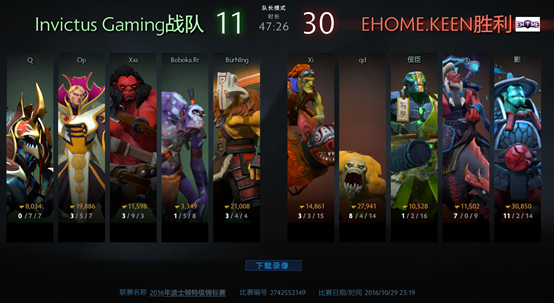 队长模式
Invictus Gaming战队 11 时长 47:26 30 EHOME.KEEN胜利
Q Op Xxs Boboka.Rr BurNIng Xi qd 佞臣 影
8,034 19,886 11,598 3,349 21,008 14,861 27,941 10,528 11,502 30,850
0/7/7 3/5/7 3/9/3 1/5/8 3/4/4 3/3/15 8/4/14 1/2/16 7/0/9 11/2/14
下载录像
联赛名称 2016年波士顿特级锦标赛 比赛编号 2742552149 比赛日期/时间 2016/10/29 23:19